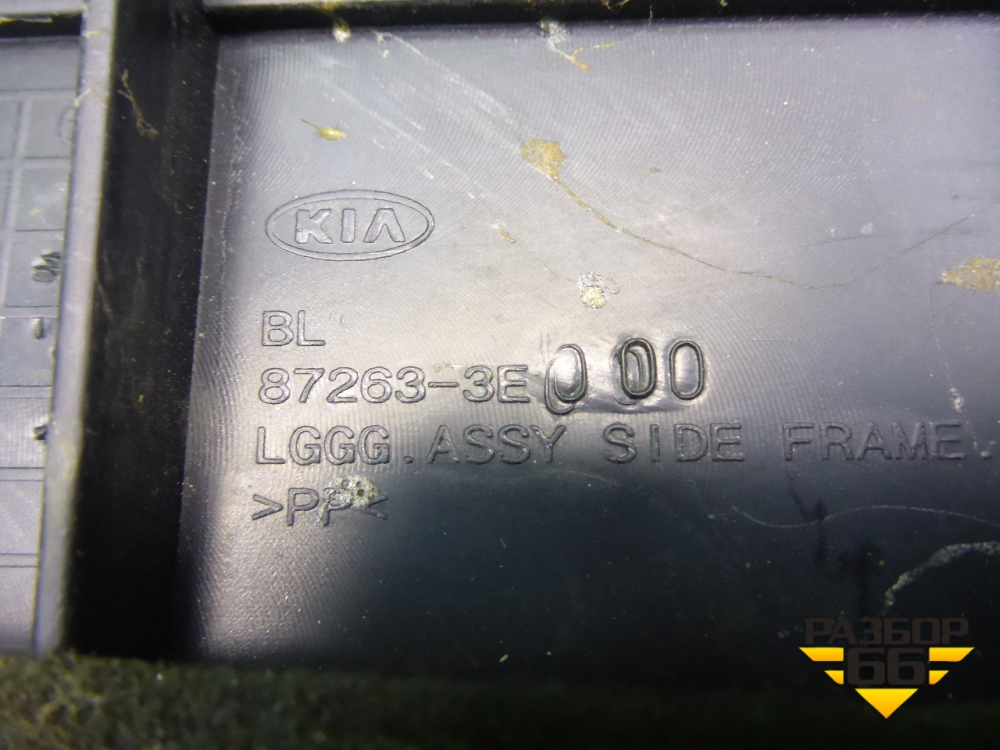 KIA
BL
87263-3E000
LGGG.ASSY SIDE FRAME.
>PP<
РАЗБОР
66